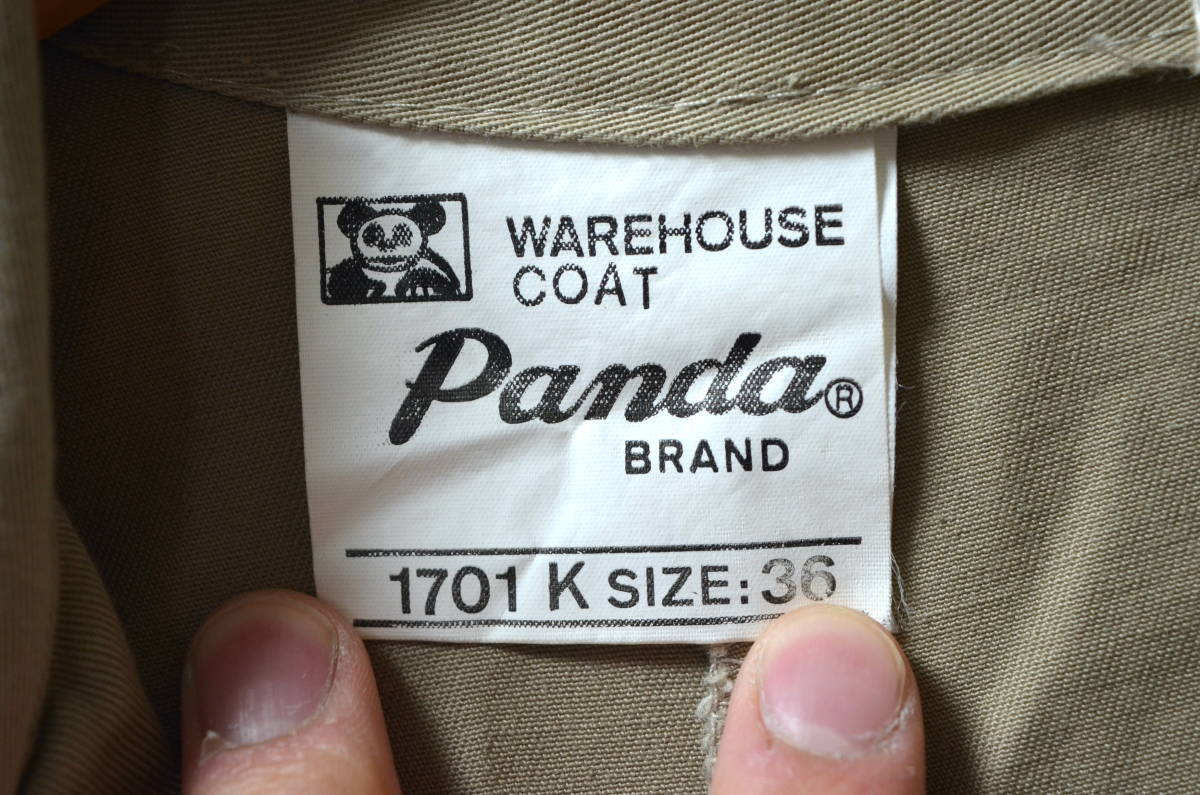 WAREHOUSE
COAT
Panda®
BRAND
1701 K SIZE: 36